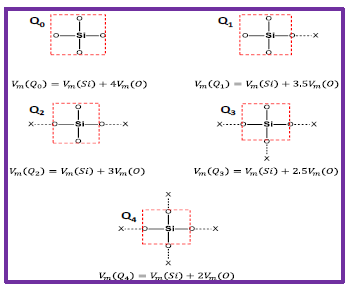 Q₀
O
O Si O
O
Vₘ(Q₀) = Vₘ(Si) + 4Vₘ(O)
Q₁
O
O Si O X
O
Vₘ(Q₁) = Vₘ(Si) + 3.5Vₘ(O)
Q₂
O
X O Si O X
O
Vₘ(Q₂) = Vₘ(Si) + 3Vₘ(O)
Q₃
O
X O Si O X
O
X
Vₘ(Q₃) = Vₘ(Si) + 2.5Vₘ(O)
Q₄
X
O
X O Si O X
O
X
Vₘ(Q₄) = Vₘ(Si) + 2Vₘ(O)